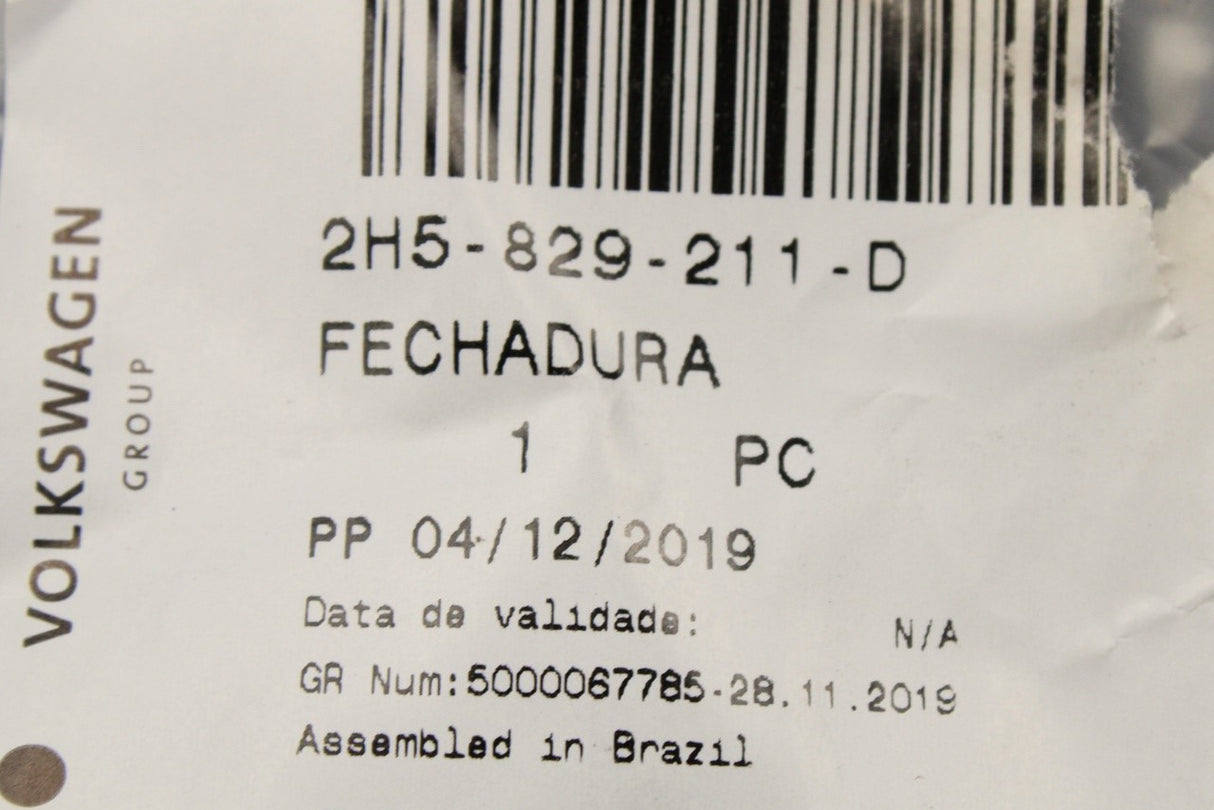 2H5-829-211-D
FECHADURA
1 PC
PP 04/12/2019
Data de validade: N/A
GR Num:5000067785-28.11.2019
Assembled in Brazil
VOLKSWAGEN
GROUP